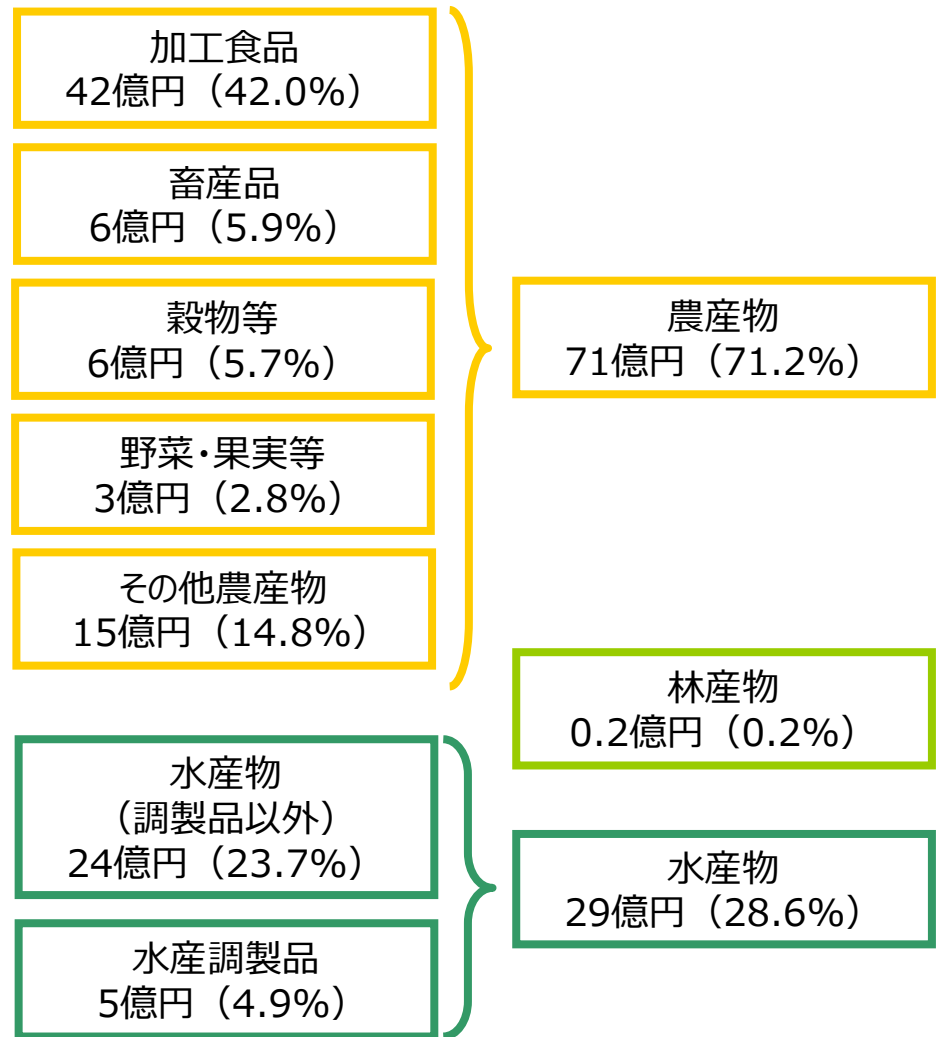 加工食品
42億円（42.0%）
畜産品
6億円（5.9%）
穀物等
6億円（5.7%）
野菜・果実等
3億円（2.8%）
その他農産物
15億円（14.8%）
農産物
71億円（71.2%）
林産物
0.2億円（0.2%）
水産物
（調製品以外）
24億円（23.7%）
水産調製品
5億円（4.9%）
水産物
29億円（28.6%）